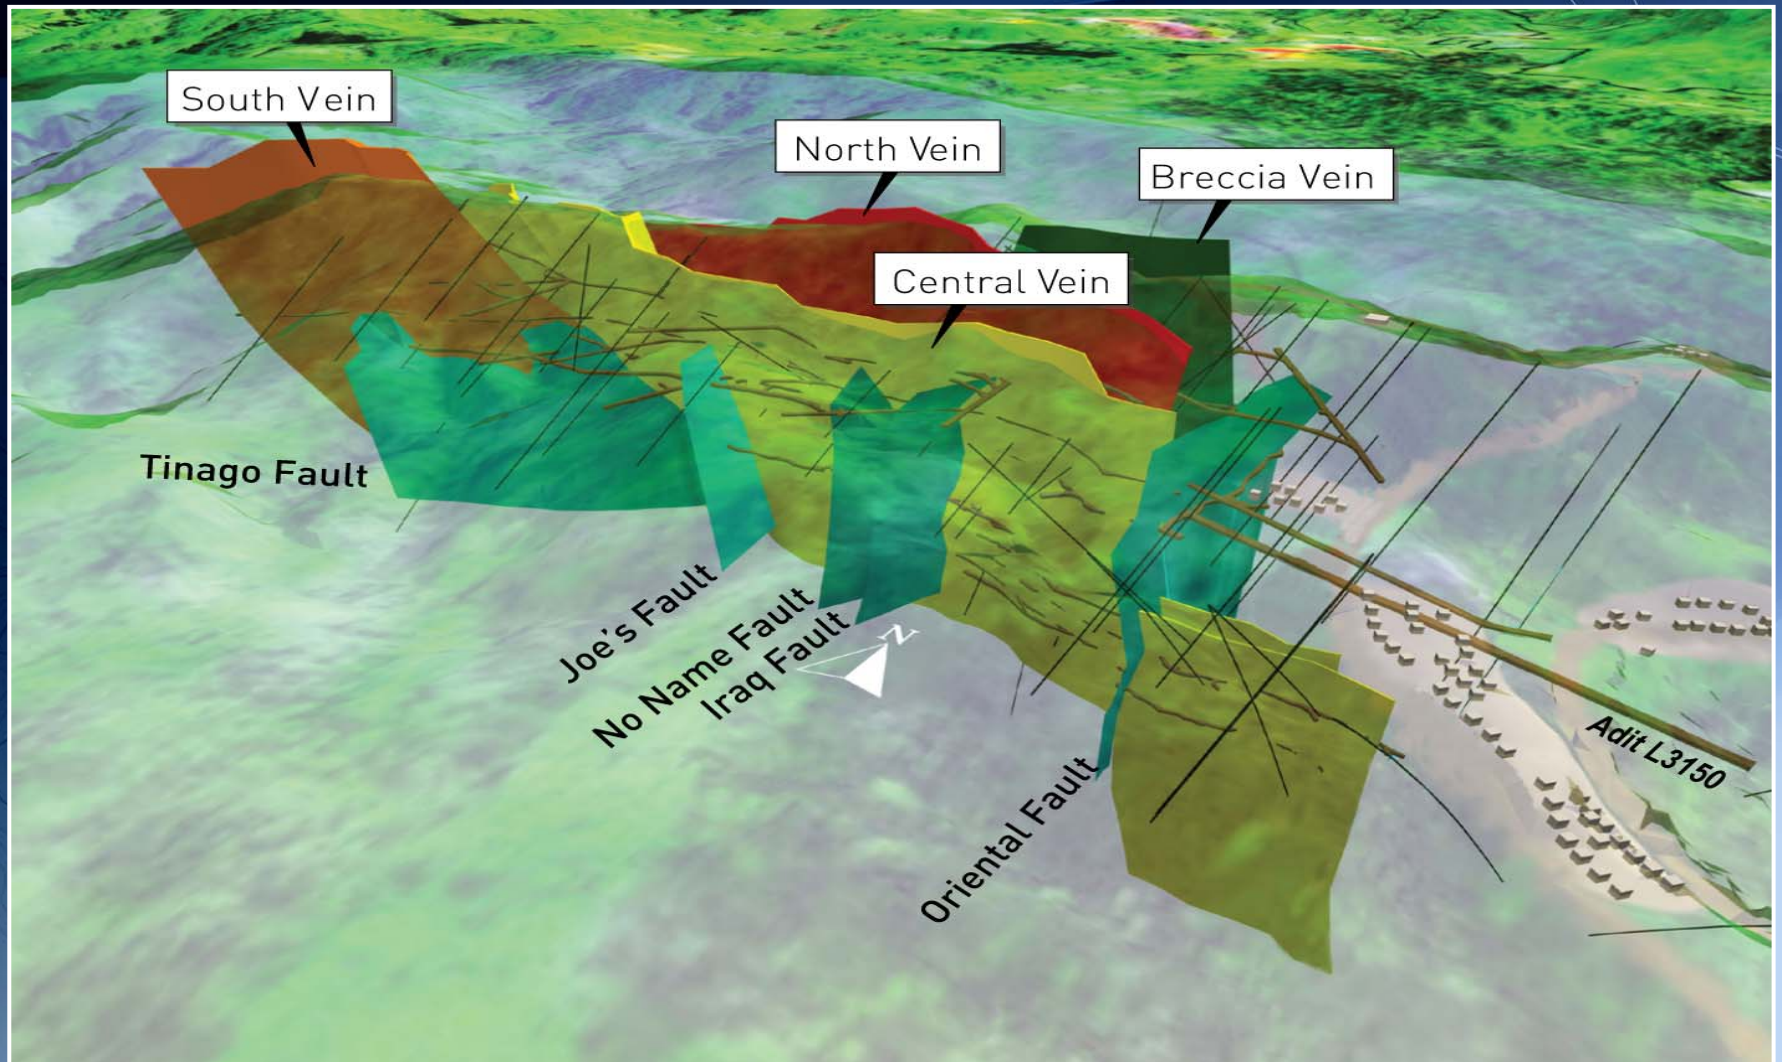 South Vein
North Vein
Breccia Vein
Central Vein
Tinago Fault
Joe's Fault
No Name Fault
Iraq Fault
N
Oriental Fault
Adit L3150